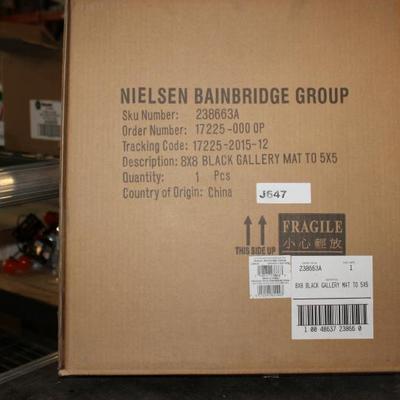 NIELSEN BAINBRIDGE GROUP
Sku Number: 238663A
Order Number: 17225-000 OP
Tracking Code: 17225-2015-12
Description: 8X8 BLACK GALLERY MAT TO 5X5
Quantity: 1 Pcs
Country of Origin: China
J647
THIS SIDE UP
FRAGILE
小心輕放
238663A 1
8X8 BLACK GALLERY MAT TO 5X5
1 00 48637 23866 0